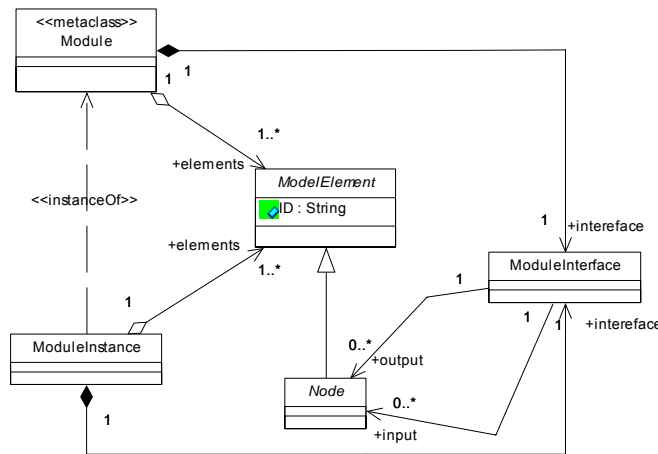 <<metaclass>>
Module
1
1
1..*
+elements
ModelElement
ID : String
<<instanceOf>>
+elements
1..*
1
1
+intereface
ModuleInterface
1
1
1
+intereface
ModuleInstance
1
0..*
+output
Node
0..*
+input